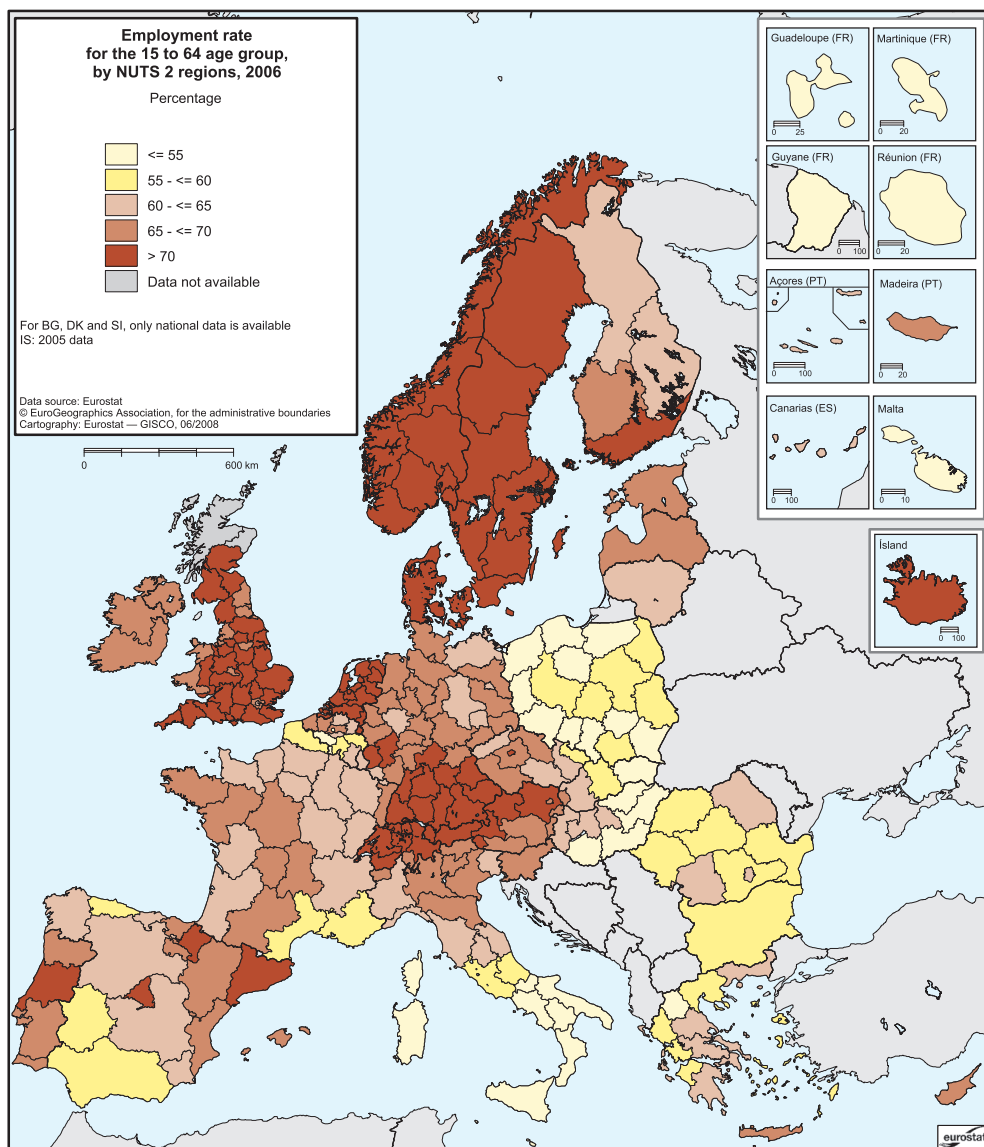 Employment rate
for the 15 to 64 age group,
by NUTS 2 regions, 2006
Percentage
<= 55
55 - <= 60
60 - <= 65
65 - <= 70
> 70
Data not available
For BG, DK and SI, only national data is available
IS: 2005 data
Data source: Eurostat
© EuroGeographics Association, for the administrative boundaries
Cartography: Eurostat — GISCO, 06/2008
0 600 km
Guadeloupe (FR)
0 25
Martinique (FR)
0 20
Guyane (FR)
0 100
Réunion (FR)
0 20
Açores (PT)
0 100
Madeira (PT)
0 20
Canarias (ES)
0 100
Malta
0 10
Ísland
0 100
eurostat